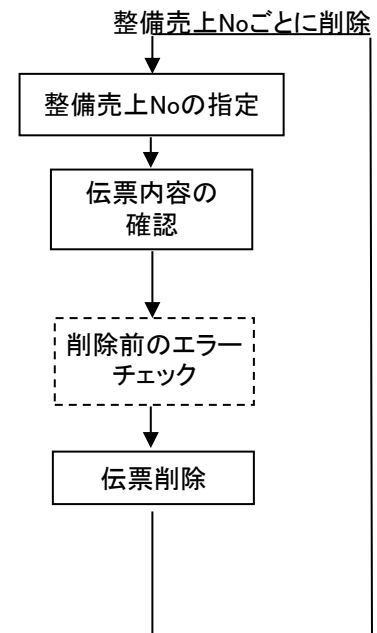 整備売上Noごとに削除
整備売上Noの指定
伝票内容の
確認
削除前のエラー
チェック
伝票削除